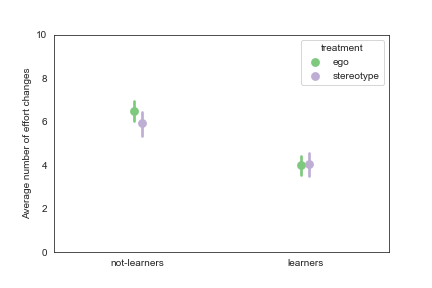 10
8
6
4
2
0
Average number of effort changes
treatment
ego
stereotype
not-learners
learners